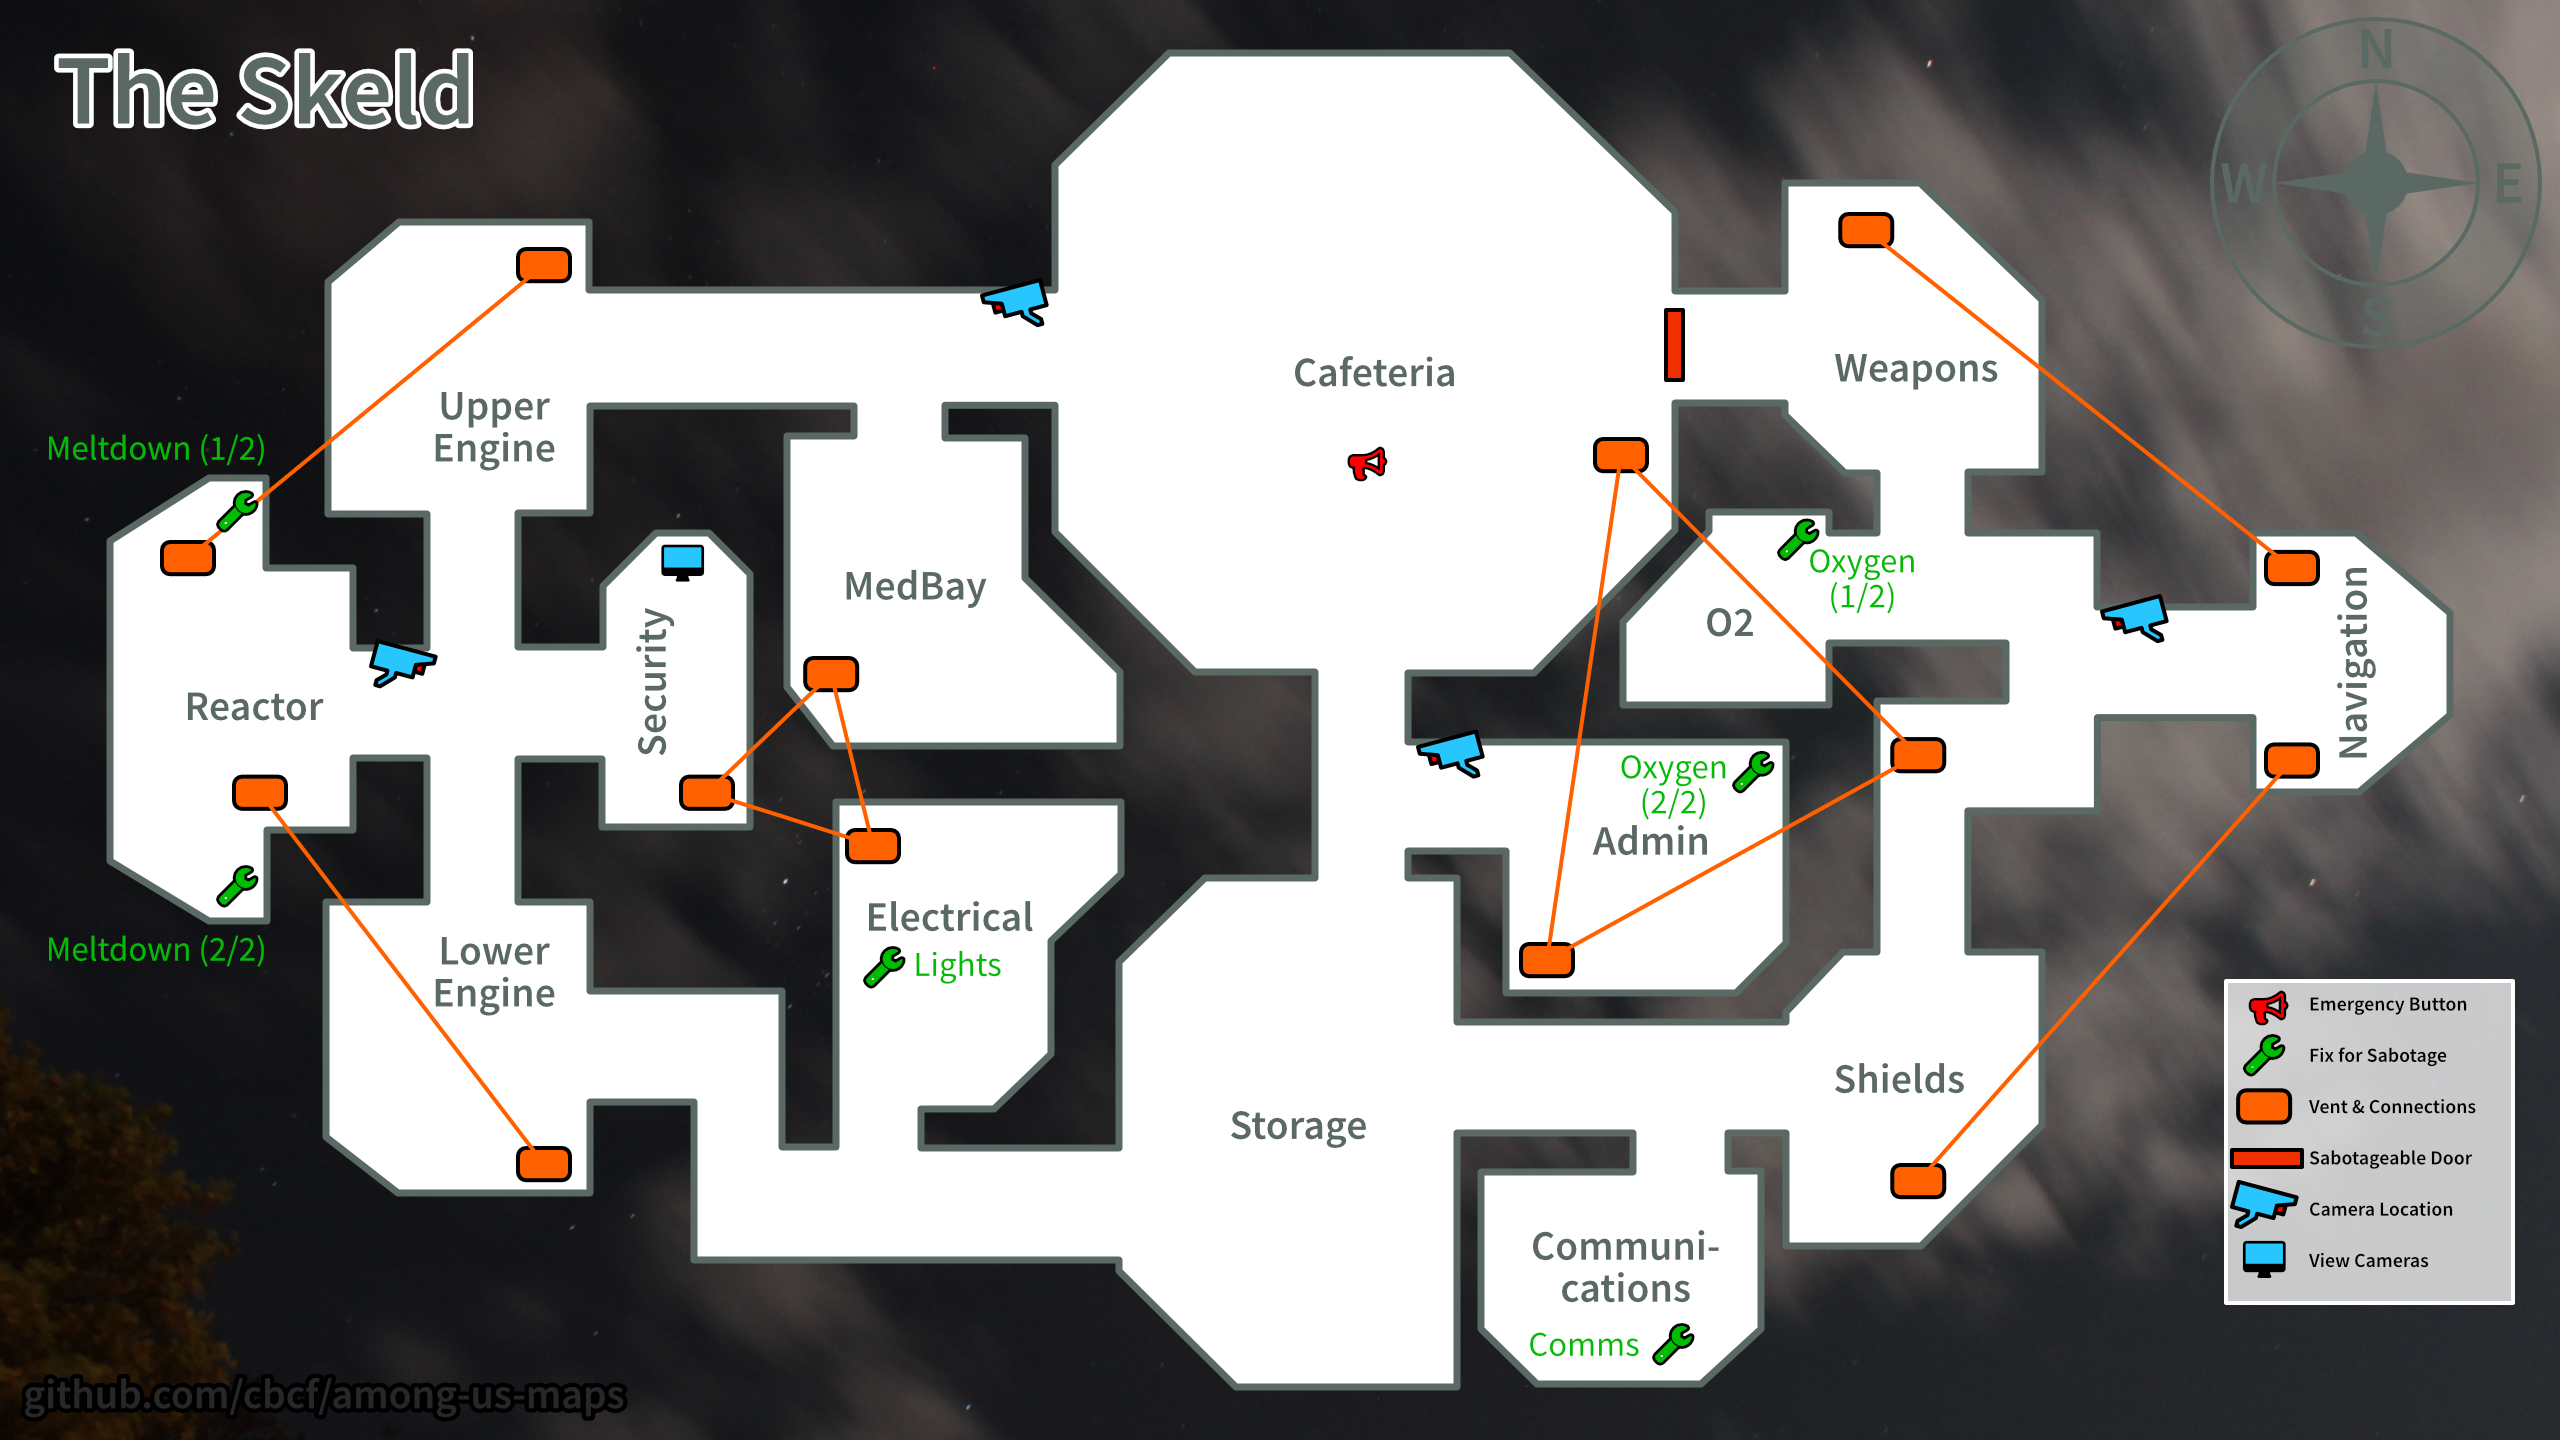 The Skeld
N
W
E
S
Cafeteria
Weapons
Upper
Engine
Meltdown (1/2)
Oxygen
(1/2)
MedBay
O2
Security
Navigation
Reactor
Oxygen
(2/2)
Admin
Electrical
Lights
Meltdown (2/2)
Lower
Engine
Shields
Storage
Communi-
cations
Comms
Emergency Button
Fix for Sabotage
Vent & Connections
Sabotageable Door
Camera Location
View Cameras
github.com/cbcf/among-us-maps